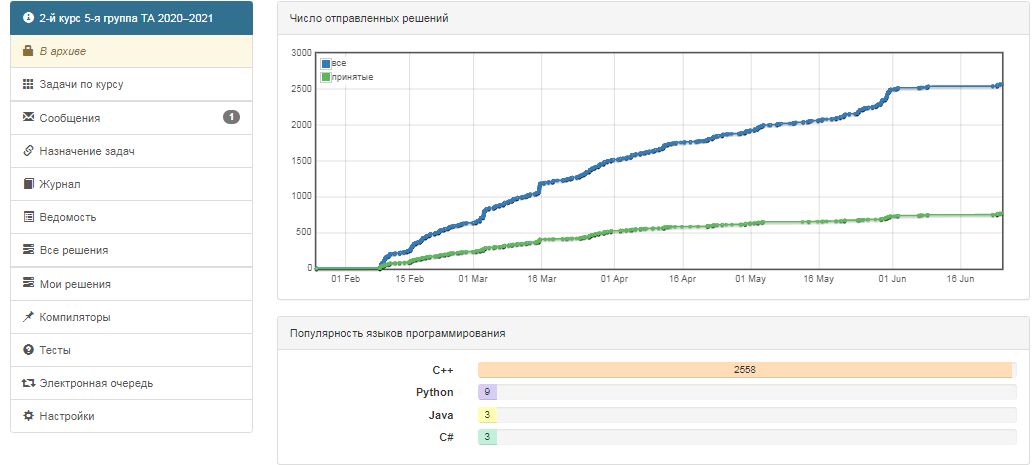 2-й курс 5-я группа ТА 2020–2021
В архиве
Задачи по курсу
Сообщения 1
Назначение задач
Журнал
Ведомость
Все решения
Мои решения
Компиляторы
Тесты
Электронная очередь
Настройки
Число отправленных решений
3000
2500
2000
1500
1000
500
0
все
принятые
01 Feb 15 Feb 01 Mar 16 Mar 01 Apr 16 Apr 01 May 16 May 01 Jun 16 Jun
Популярность языков программирования
C++ 2558
Python 9
Java 3
C# 3